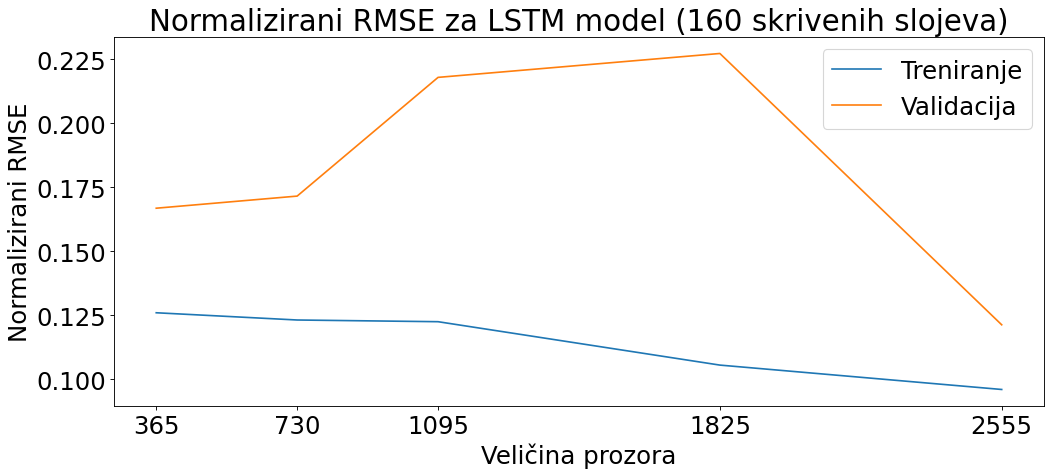 Normalizirani RMSE za LSTM model (160 skrivenih slojeva)
Normalizirani RMSE
0.225
0.200
0.175
0.150
0.125
0.100
Treniranje
Validacija
365 730 1095 1825 2555
Veličina prozora